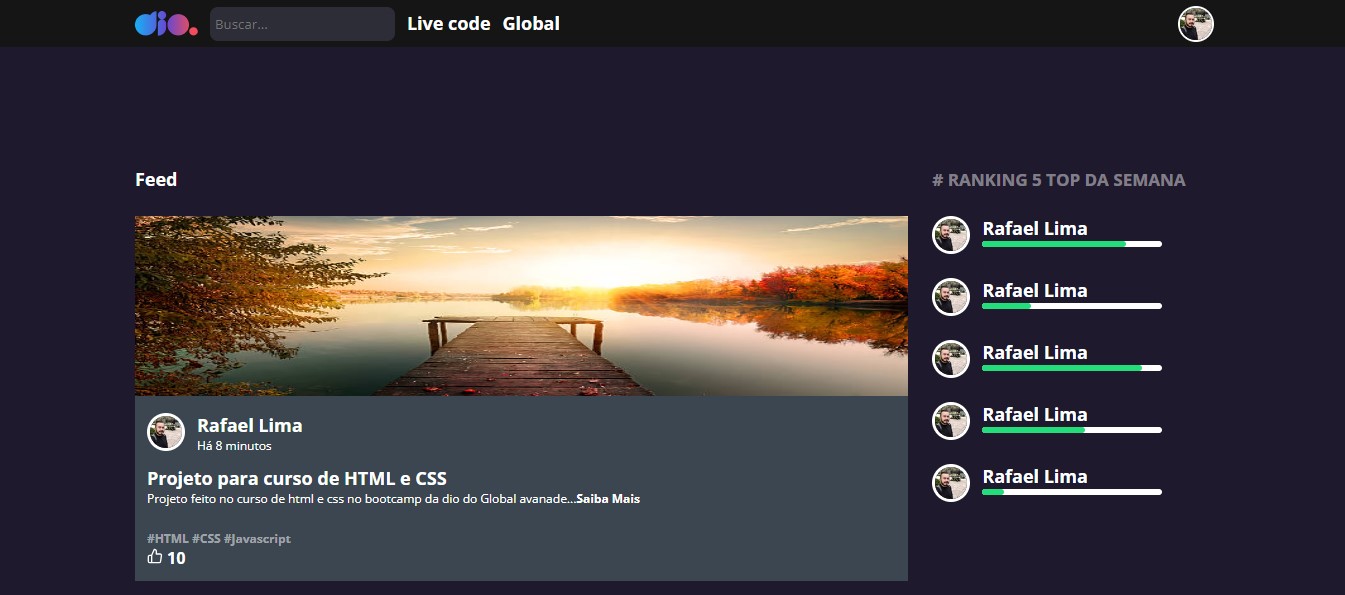 dio.
Buscar...
Live code
Global
Feed
Rafael Lima
Há 8 minutos
Projeto para curso de HTML e CSS
Projeto feito no curso de html e css no bootcamp da dio do Global avanade...Saiba Mais
#HTML #CSS #Javascript
10
# RANKING 5 TOP DA SEMANA
Rafael Lima
Rafael Lima
Rafael Lima
Rafael Lima
Rafael Lima